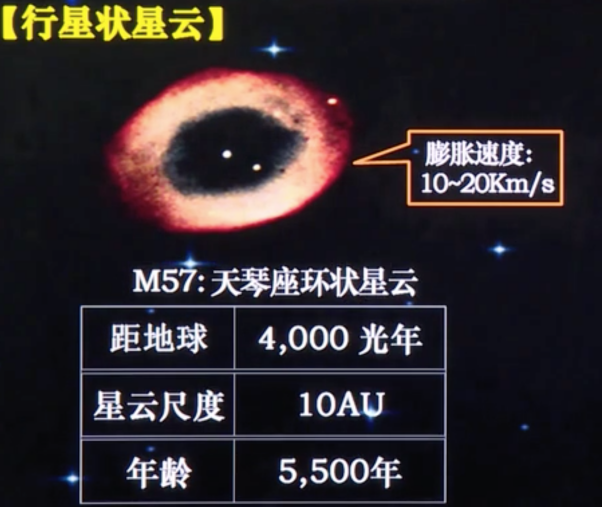 【行星状星云】
膨胀速度:
10~20Km/s
M57:天琴座环状星云
距地球 4,000 光年
星云尺度 10AU
年龄 5,500年